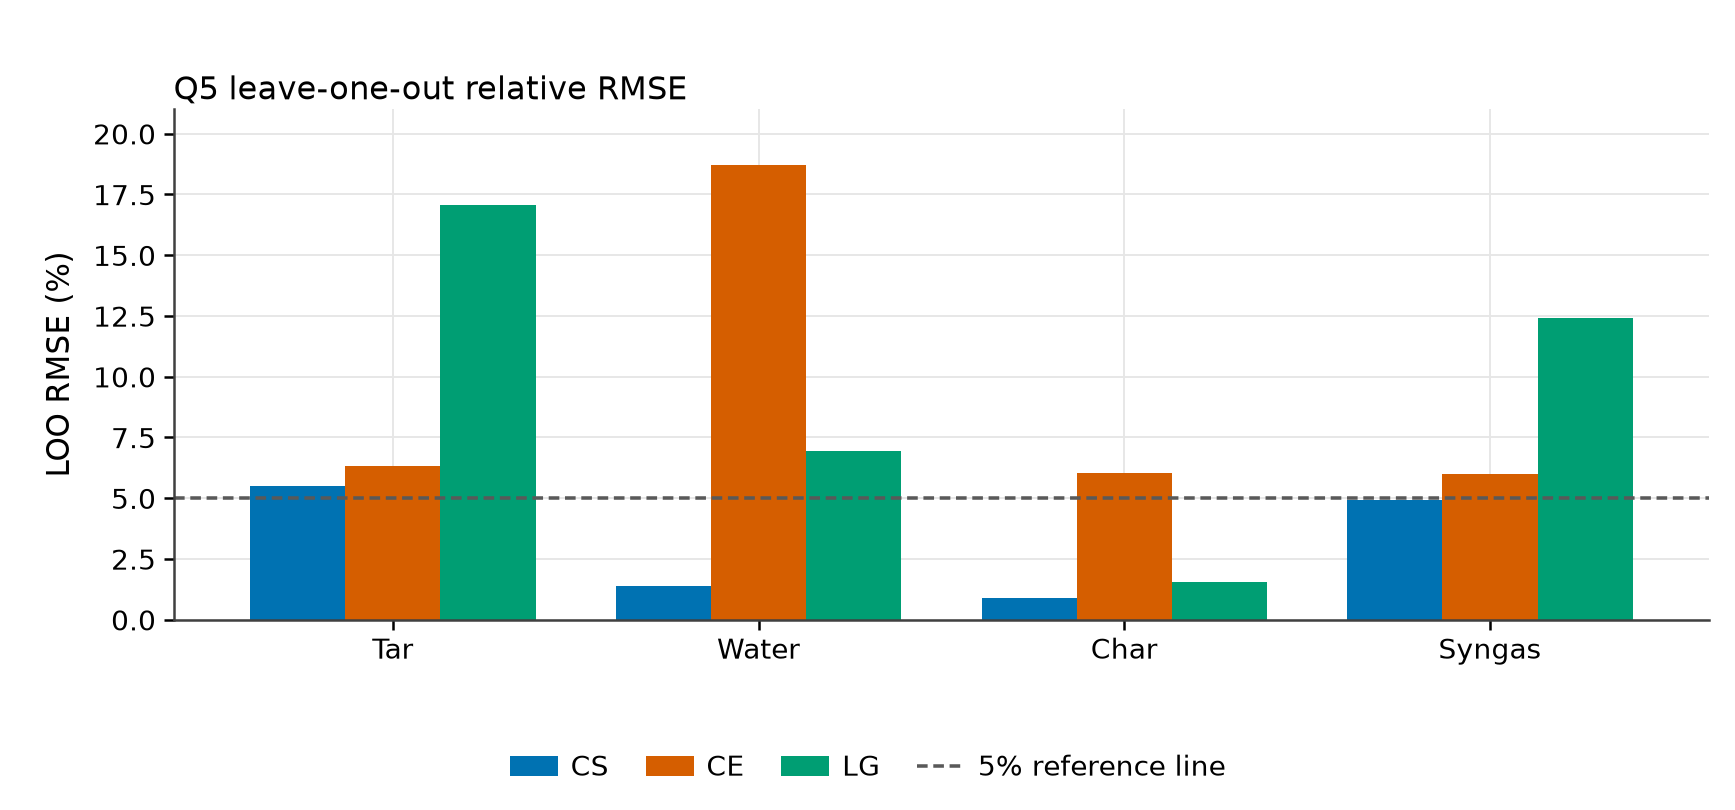 Q5 leave-one-out relative RMSE
LOO RMSE (%)
20.0
17.5
15.0
12.5
10.0
7.5
5.0
2.5
0.0
Tar Water Char Syngas
CS CE LG 5% reference line